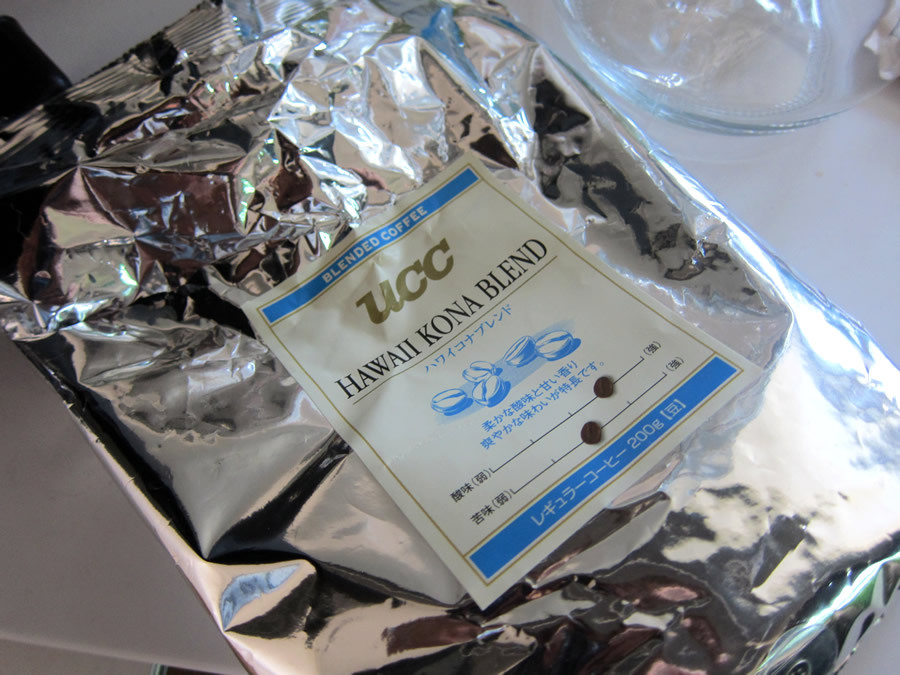 BLENDED COFFEE
ucc
HAWAII KONA BLEND
ハワイコナブレンド
柔かな酸味と甘い香り
爽やかな味わいが特長です。
酸味(弱) (強)
苦味(弱) (強)
レギュラーコーヒー 200g【豆】